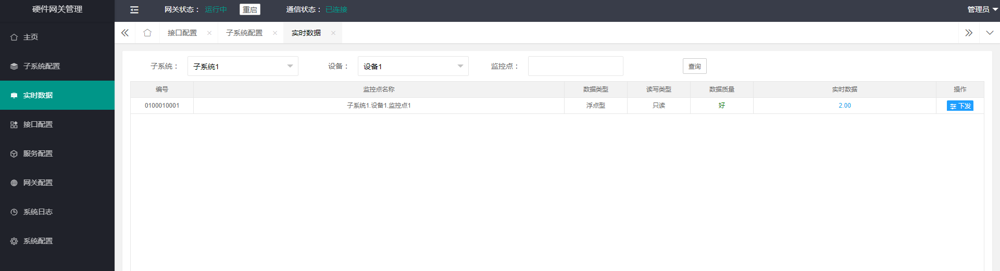 硬件网关管理
网关状态： 运行中 重启 通信状态： 已连接 管理员
主页
子系统配置
实时数据
接口配置
服务配置
网关配置
系统日志
系统配置
接口配置 子系统配置 实时数据
子系统： 子系统1 设备： 设备1 监控点： 查询
编号 监控点名称 数据类型 读写类型 数据质量 实时数据 操作
0100010001 子系统1.设备1.监控点1 浮点型 只读 好 2.00 下发